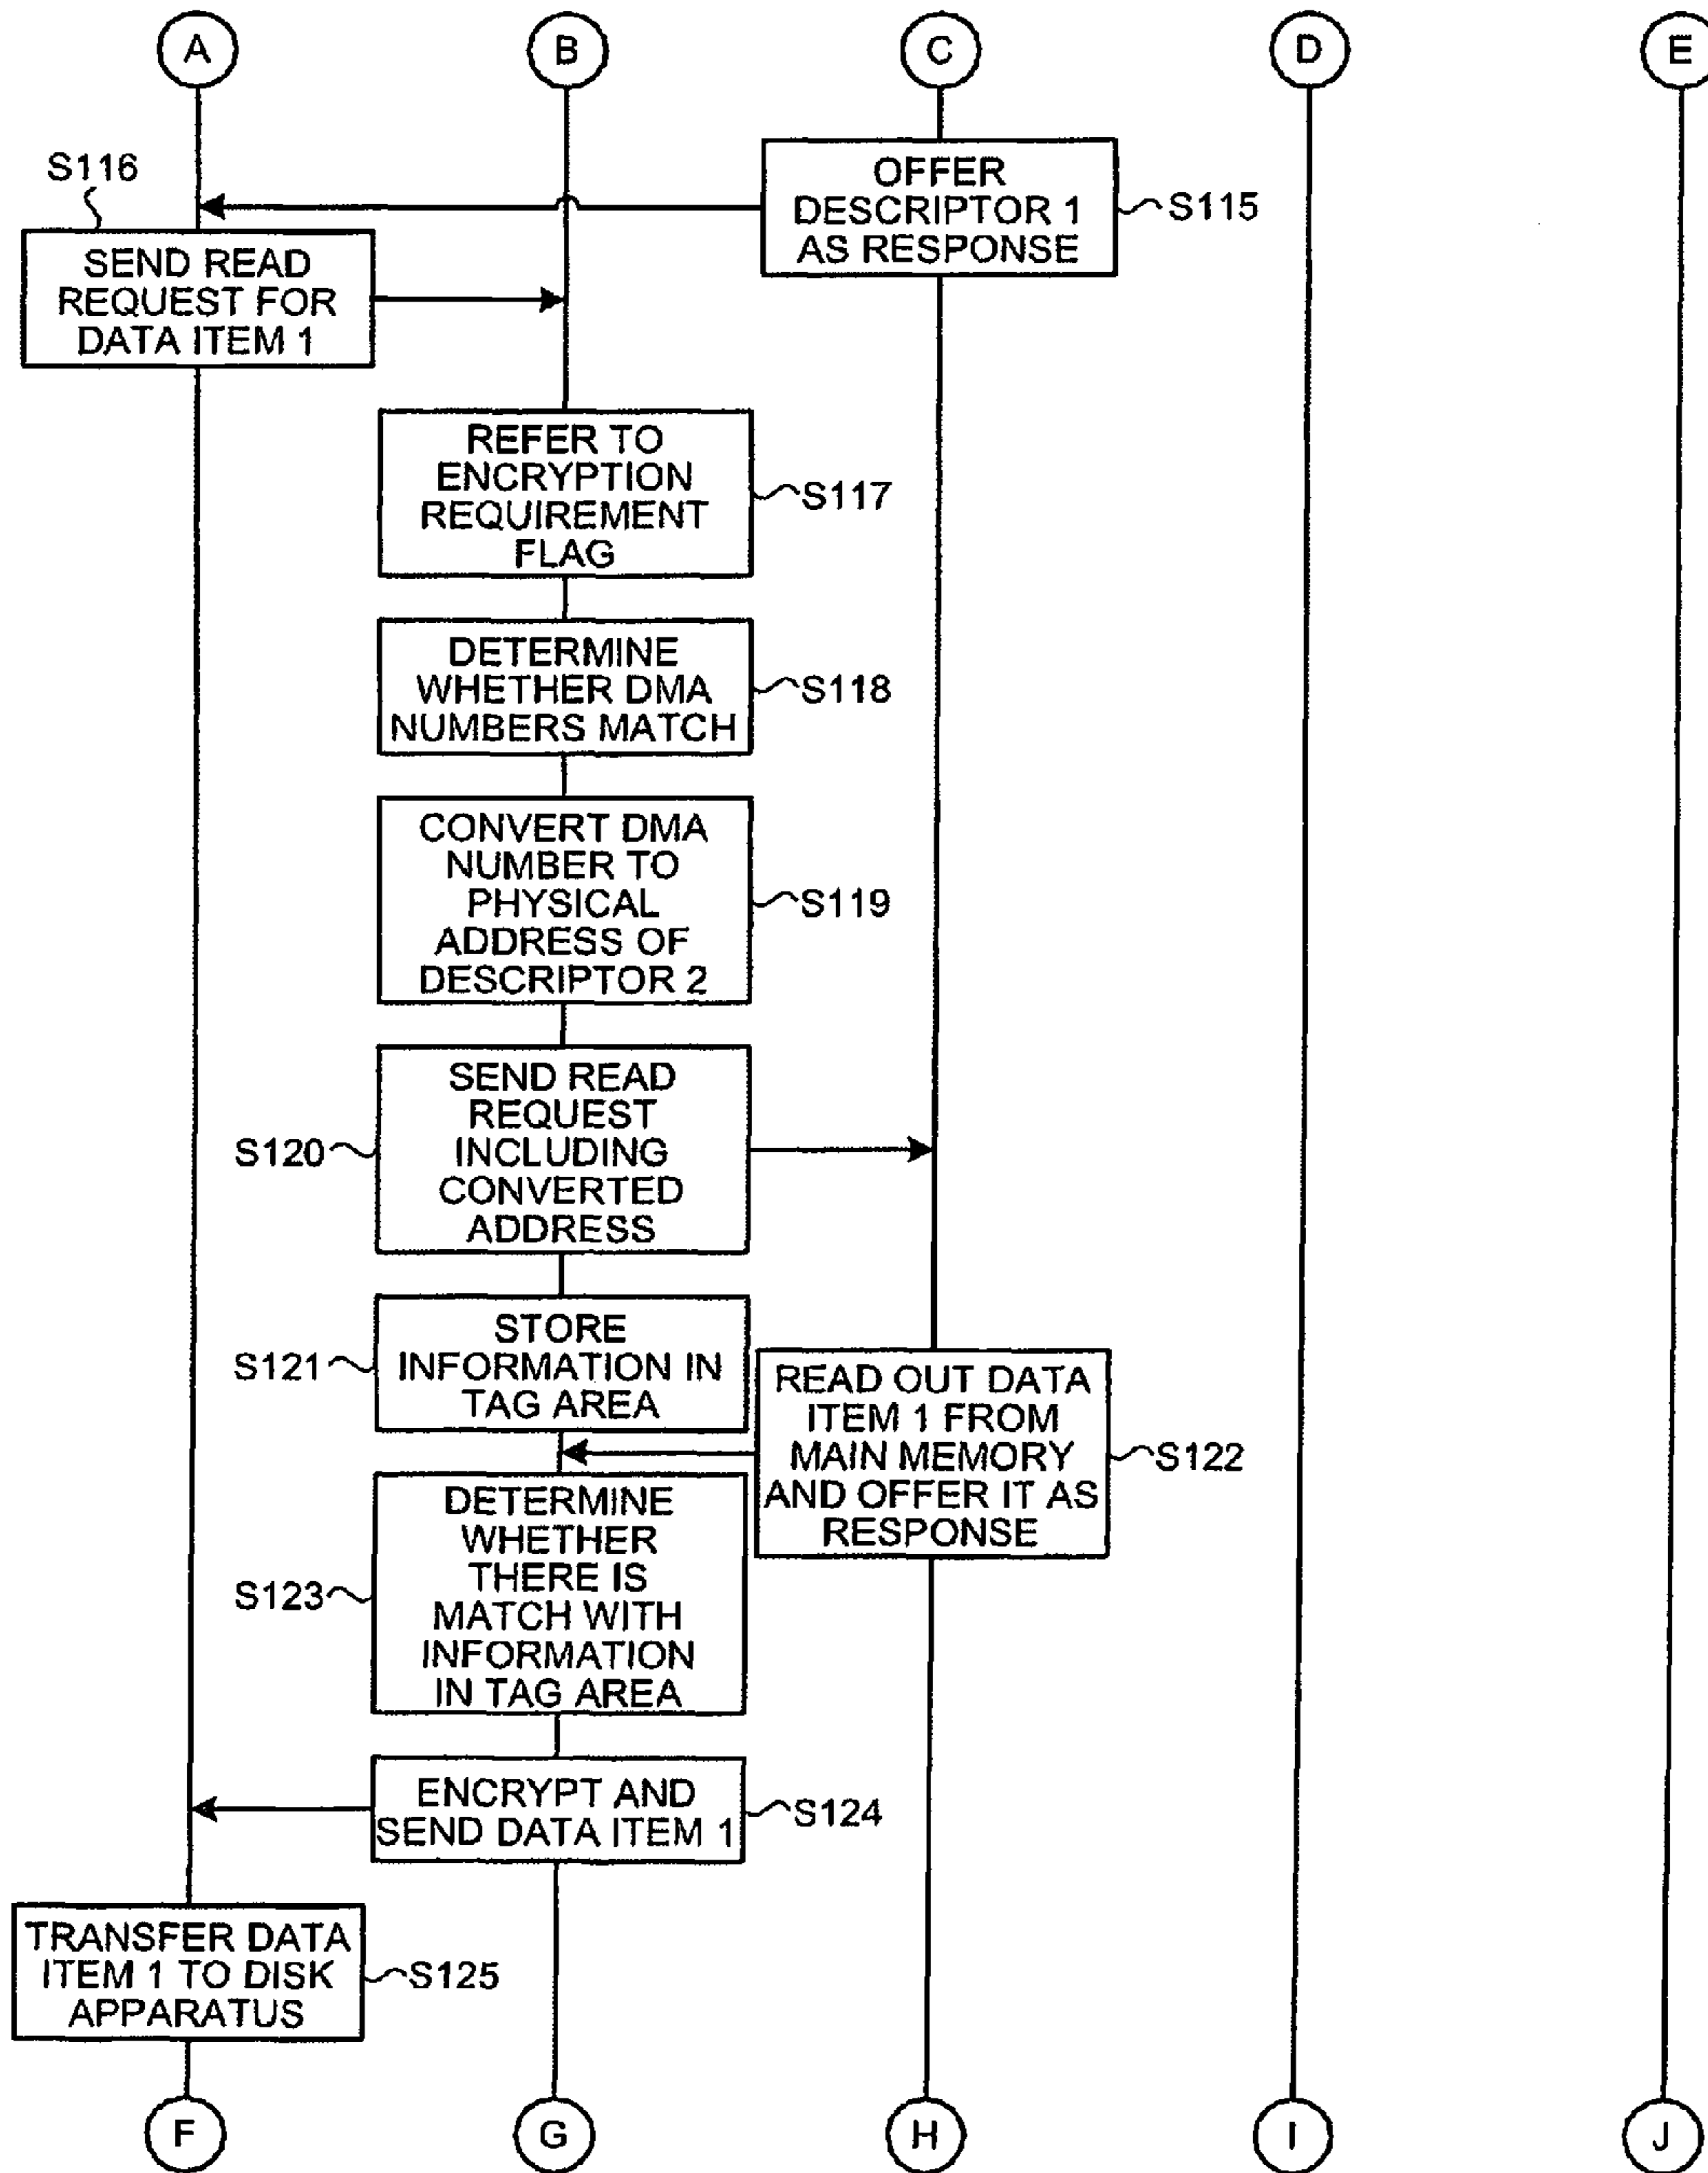 A
B
C
D
E
OFFER
DESCRIPTOR 1
AS RESPONSE
S115
S116
SEND READ
REQUEST FOR
DATA ITEM 1
REFER TO
ENCRYPTION
REQUIREMENT
FLAG
S117
DETERMINE
WHETHER DMA
NUMBERS MATCH
S118
CONVERT DMA
NUMBER TO
PHYSICAL
ADDRESS OF
DESCRIPTOR 2
S119
SEND READ
REQUEST
INCLUDING
CONVERTED
ADDRESS
S120
STORE
INFORMATION IN
TAG AREA
S121
READ OUT DATA
ITEM 1 FROM
MAIN MEMORY
AND OFFER IT AS
RESPONSE
S122
DETERMINE
WHETHER
THERE IS
MATCH WITH
INFORMATION
IN TAG AREA
S123
ENCRYPT AND
SEND DATA ITEM 1
S124
TRANSFER DATA
ITEM 1 TO DISK
APPARATUS
S125
F
G
H
I
J